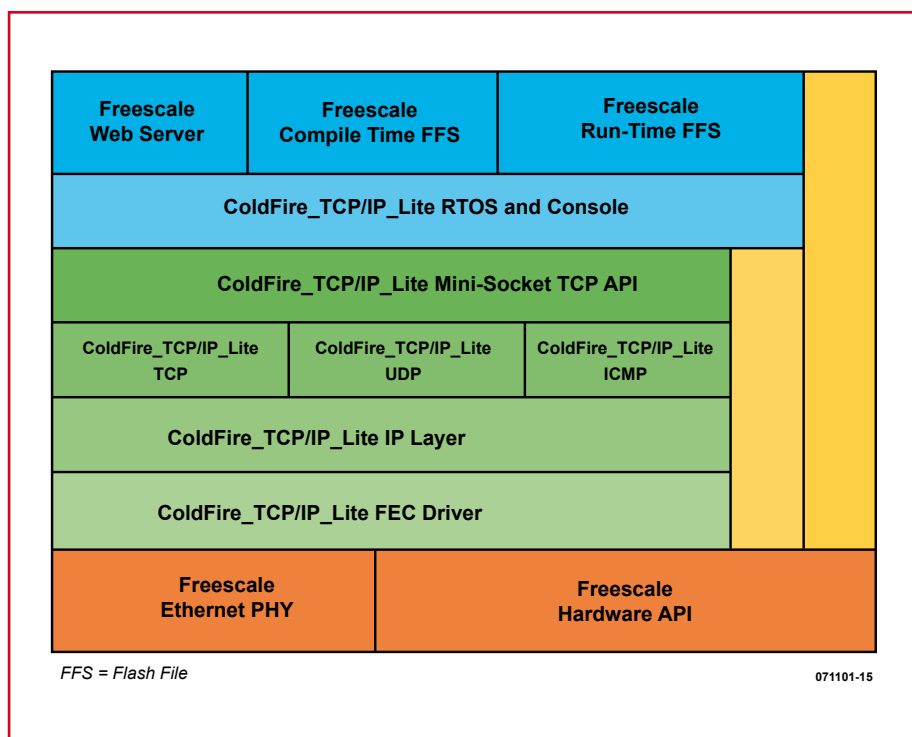 Freescale
Web Server
Freescale
Compile Time FFS
Freescale
Run-Time FFS
ColdFire_TCP/IP_Lite RTOS and Console
ColdFire_TCP/IP_Lite Mini-Socket TCP API
ColdFire_TCP/IP_Lite
TCP
ColdFire_TCP/IP_Lite
UDP
ColdFire_TCP/IP_Lite
ICMP
ColdFire_TCP/IP_Lite IP Layer
ColdFire_TCP/IP_Lite FEC Driver
Freescale
Ethernet PHY
Freescale
Hardware API
FFS = Flash File
071101-15